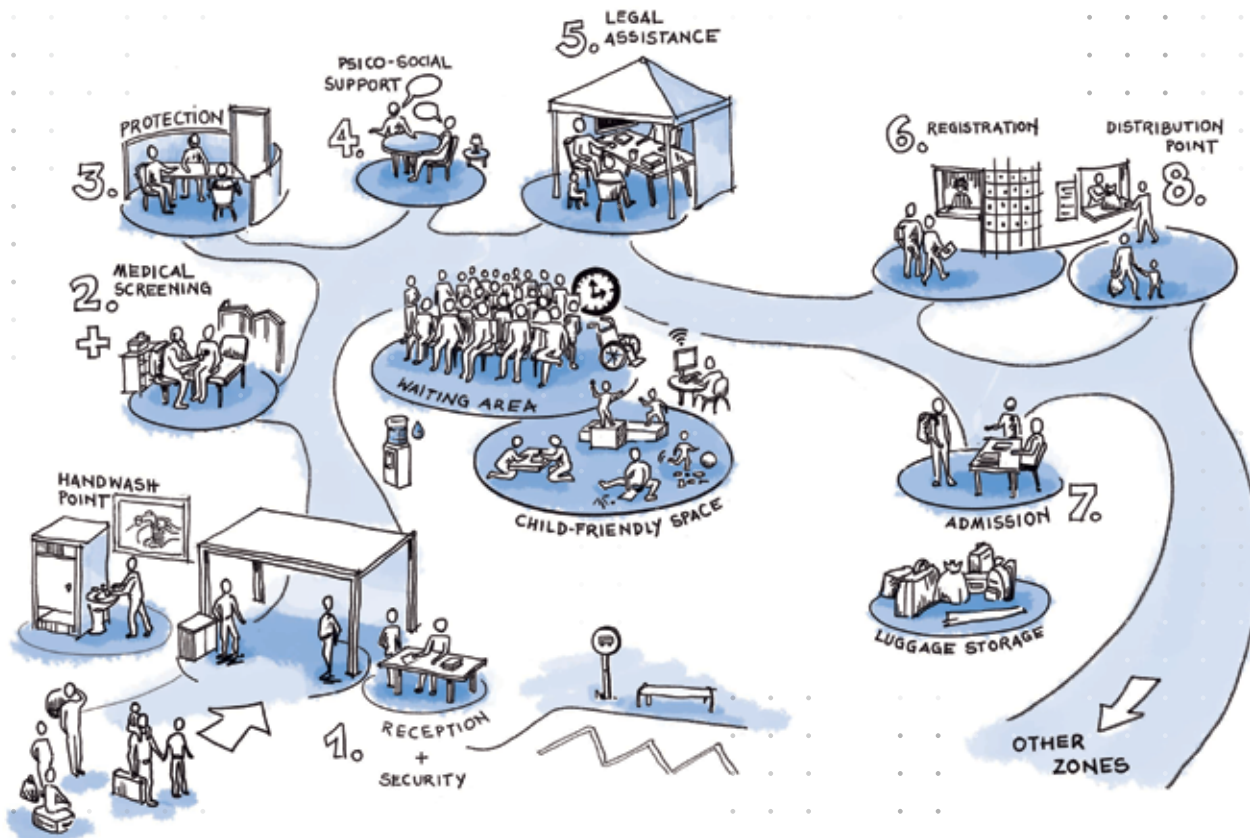 5. LEGAL
ASSISTANCE
PSICO-SOCIAL
SUPPORT
4.
PROTECTION
3.
6. REGISTRATION
DISTRIBUTION
POINT
8.
2. MEDICAL
SCREENING
+
WAITING AREA
HANDWASH
POINT
CHILD-FRIENDLY SPACE
ADMISSION 7.
LUGGAGE STORAGE
1. RECEPTION
+
SECURITY
OTHER
ZONES